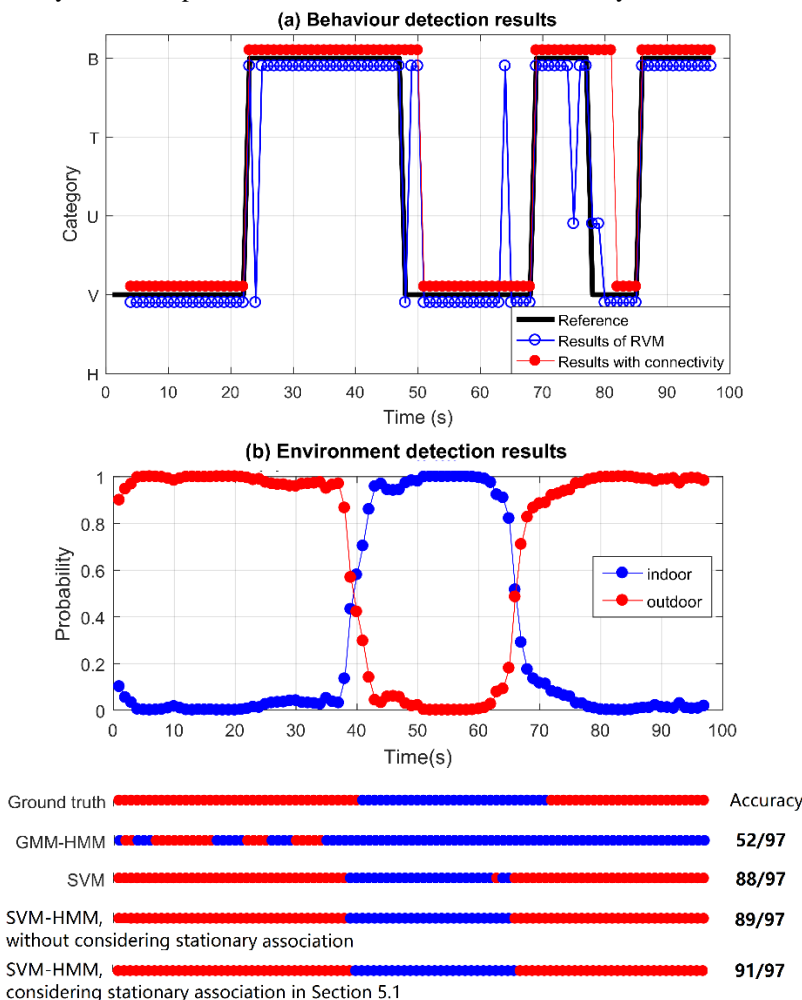 (a) Behaviour detection results
B
T
U
V
H
Category
0 10 20 30 40 50 60 70 80 90 100
Time (s)
Reference
Results of RVM
Results with connectivity
(b) Environment detection results
1
0.8
0.6
0.4
0.2
0
Probability
0 10 20 30 40 50 60 70 80 90 100
Time(s)
indoor
outdoor
Ground truth Accuracy
GMM-HMM 52/97
SVM 88/97
SVM-HMM, 89/97
without considering stationary association
SVM-HMM, 91/97
considering stationary association in Section 5.1